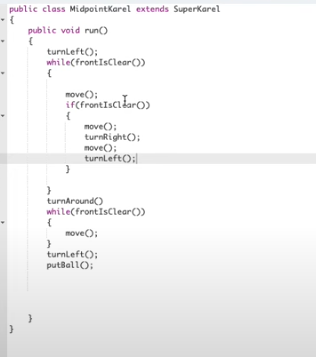 public class MidpointKarel extends SuperKarel
{
public void run()
{
turnLeft();
while(frontIsClear())
{
move();
if(frontIsClear())
{
move();
turnRight();
move();
turnLeft();
}
}
turnAround()
while(frontIsClear())
{
move();
}
turnLeft();
putBall();
}
}